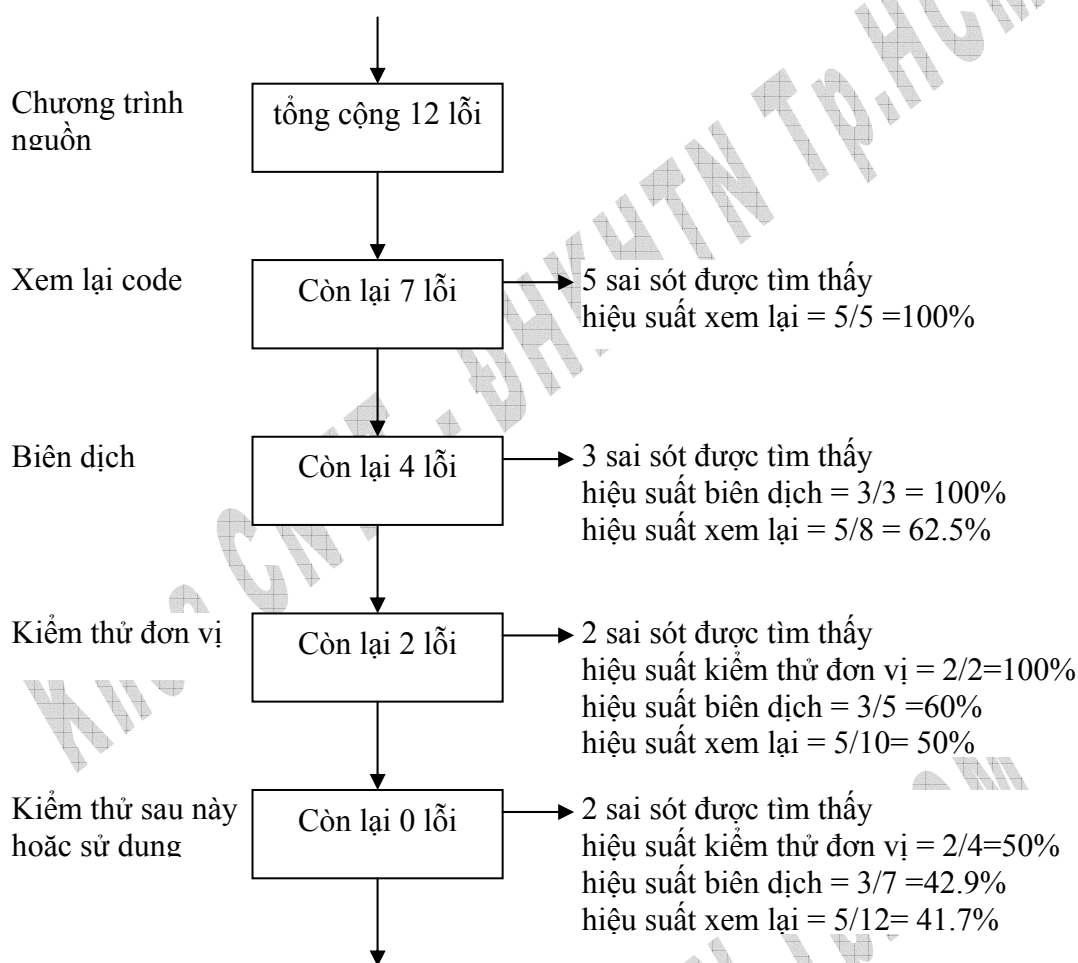 Chương trình
nguồn
tổng cộng 12 lỗi
Xem lại code
Còn lại 7 lỗi
5 sai sót được tìm thấy
hiệu suất xem lại = 5/5 =100%
Biên dịch
Còn lại 4 lỗi
3 sai sót được tìm thấy
hiệu suất biên dịch = 3/3 = 100%
hiệu suất xem lại = 5/8 = 62.5%
Kiểm thử đơn vị
Còn lại 2 lỗi
2 sai sót được tìm thấy
hiệu suất kiểm thử đơn vị = 2/2=100%
hiệu suất biên dịch = 3/5 =60%
hiệu suất xem lại = 5/10= 50%
Kiểm thử sau này
hoặc sử dụng
Còn lại 0 lỗi
2 sai sót được tìm thấy
hiệu suất kiểm thử đơn vị = 2/4=50%
hiệu suất biên dịch = 3/7 =42.9%
hiệu suất xem lại = 5/12= 41.7%
Khoa CNTT - ĐHKHTN Tp.HCM